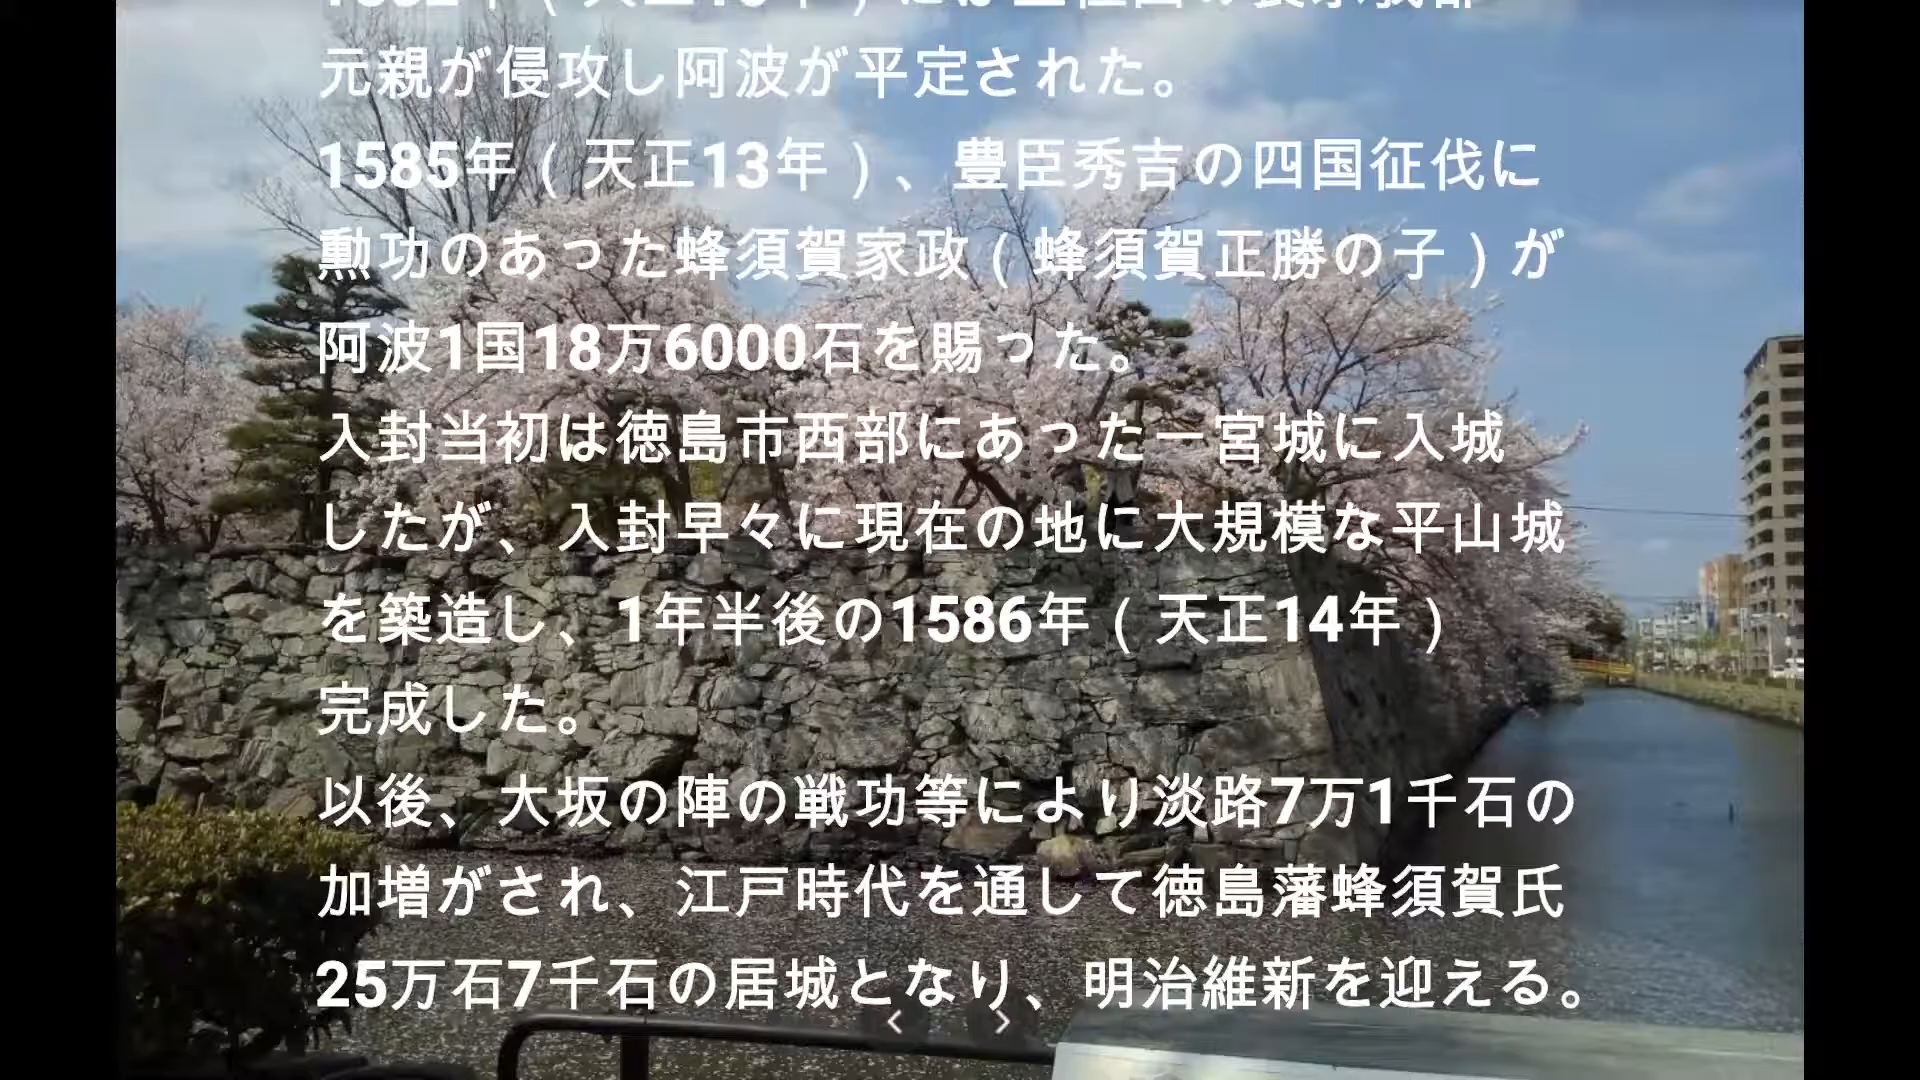 元親が侵攻し阿波が平定された。
1585年（天正13年）、豊臣秀吉の四国征伐に
勲功のあった蜂須賀家政（蜂須賀正勝の子）が
阿波1国18万6000石を賜った。
入封当初は徳島市西部にあった一宮城に入城
したが、入封早々に現在の地に大規模な平山城
を築造し、1年半後の1586年（天正14年）
完成した。
以後、大坂の陣の戦功等により淡路7万1千石の
加増がされ、江戸時代を通して徳島藩蜂須賀氏
25万石7千石の居城となり、明治維新を迎える。